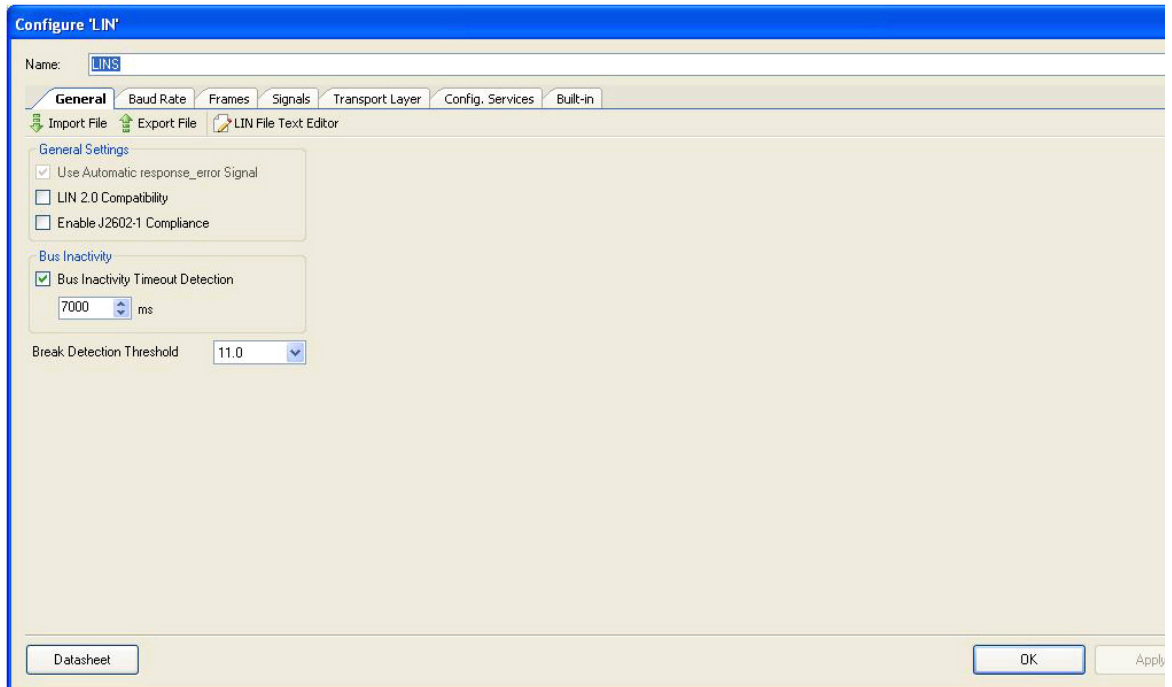 Configure 'LIN'
Name: LINS
General Baud Rate Frames Signals Transport Layer Config. Services Built-in
Import File Export File LIN File Text Editor
General Settings
Use Automatic response_error Signal
LIN 2.0 Compatibility
Enable J2602-1 Compliance
Bus Inactivity
Bus Inactivity Timeout Detection
7000 ms
Break Detection Threshold 11.0
Datasheet OK Apply